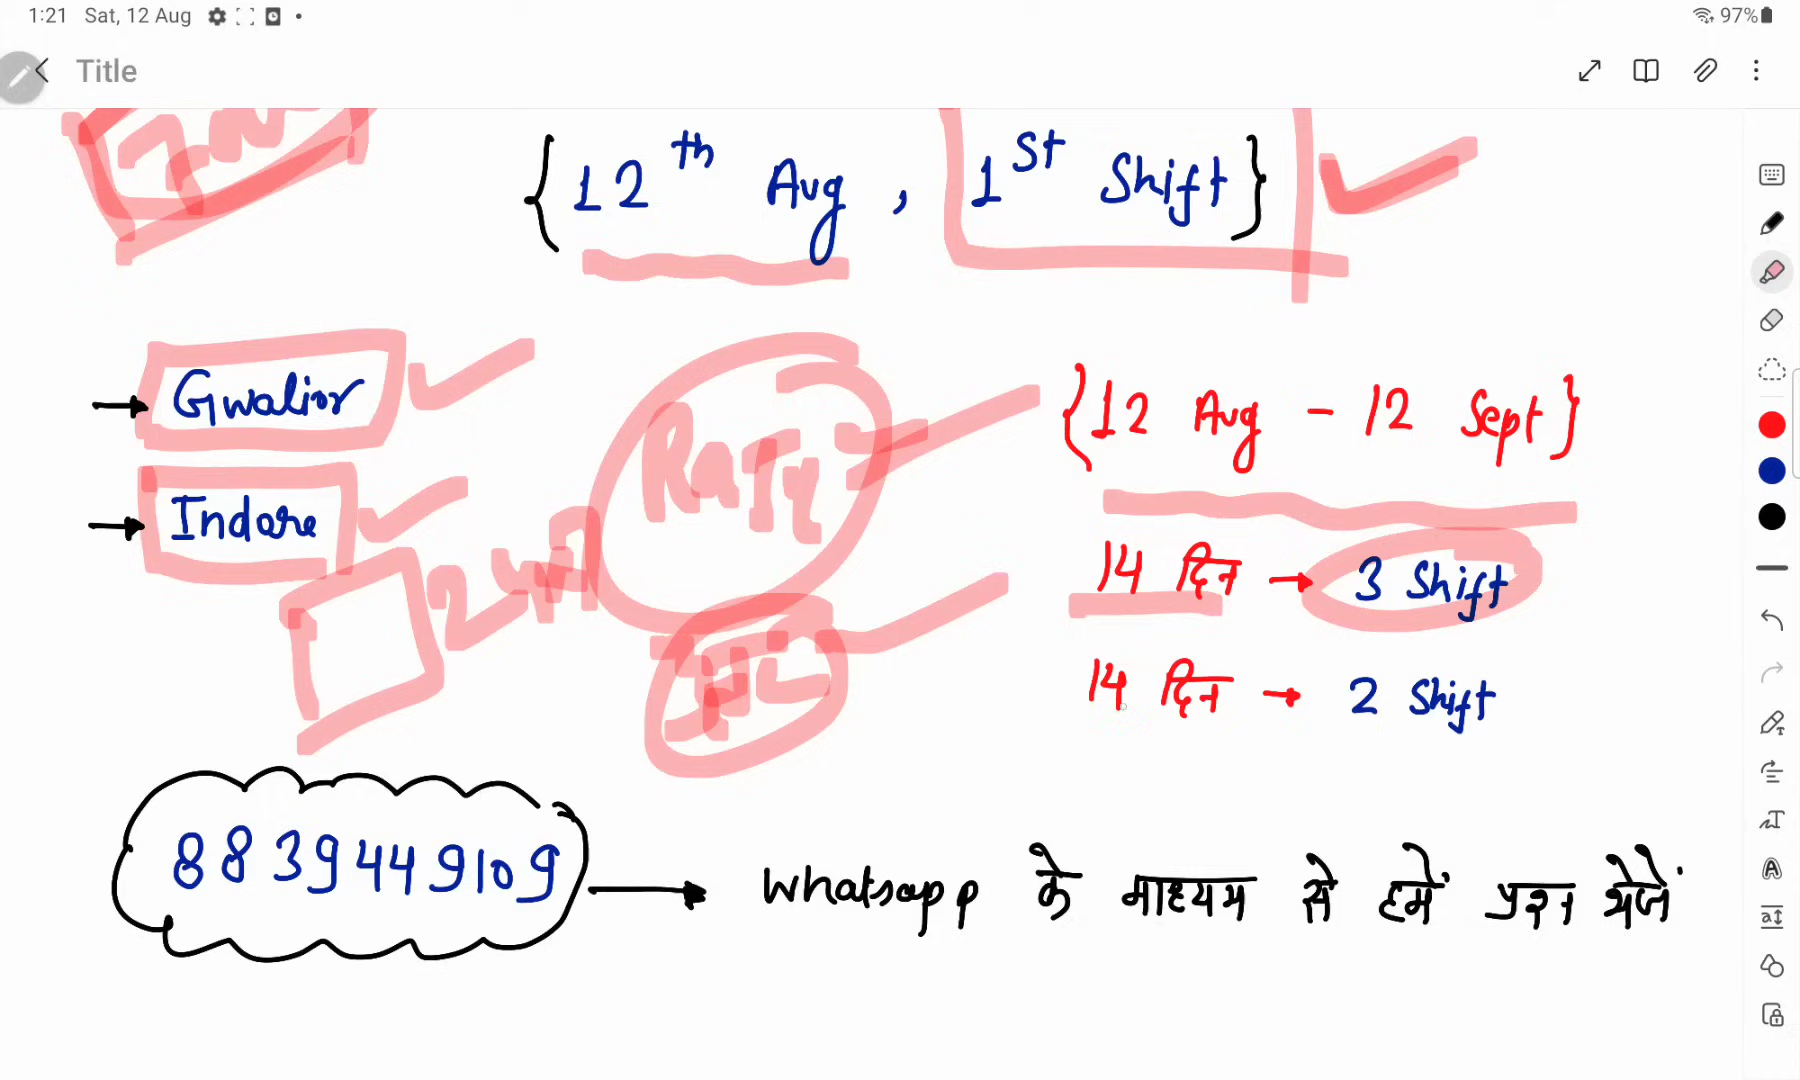 1:21 Sat, 12 Aug
97%
Title
{12th Aug, 1st Shift}
Gwalior
{12 Aug - 12 Sept}
Indore
14 दिन → 3 Shift
14 दिन → 2 Shift
8839449109 → Whatsapp के माध्यम से हमें प्रश्न भेजें